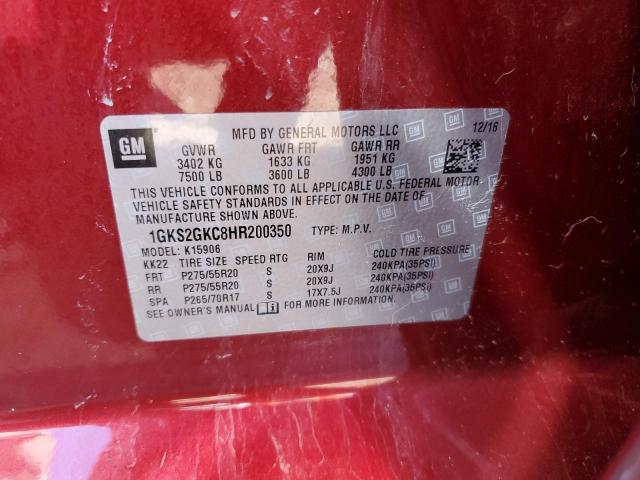 GM
MFD BY GENERAL MOTORS LLC 12/16
GVWR GAWR FRT GAWR RR
3402 KG 1633 KG 1951 KG
7500 LB 3600 LB 4300 LB
THIS VEHICLE CONFORMS TO ALL APPLICABLE U.S. FEDERAL MOTOR
VEHICLE SAFETY STANDARDS IN EFFECT ON THE DATE OF
MANUFACTURE SHOWN ABOVE.
1GKS2GKC8HR200350 TYPE: M.P.V.
MODEL: K15906
KK22 TIRE SIZE SPEED RTG RIM COLD TIRE PRESSURE
FRT P275/55R20 S 20X9J 240KPA(35PSI)
RR P275/55R20 S 20X9J 240KPA(35PSI)
SPA P265/70R17 S 17X7.5J 240KPA(35PSI)
SEE OWNER'S MANUAL FOR MORE INFORMATION.